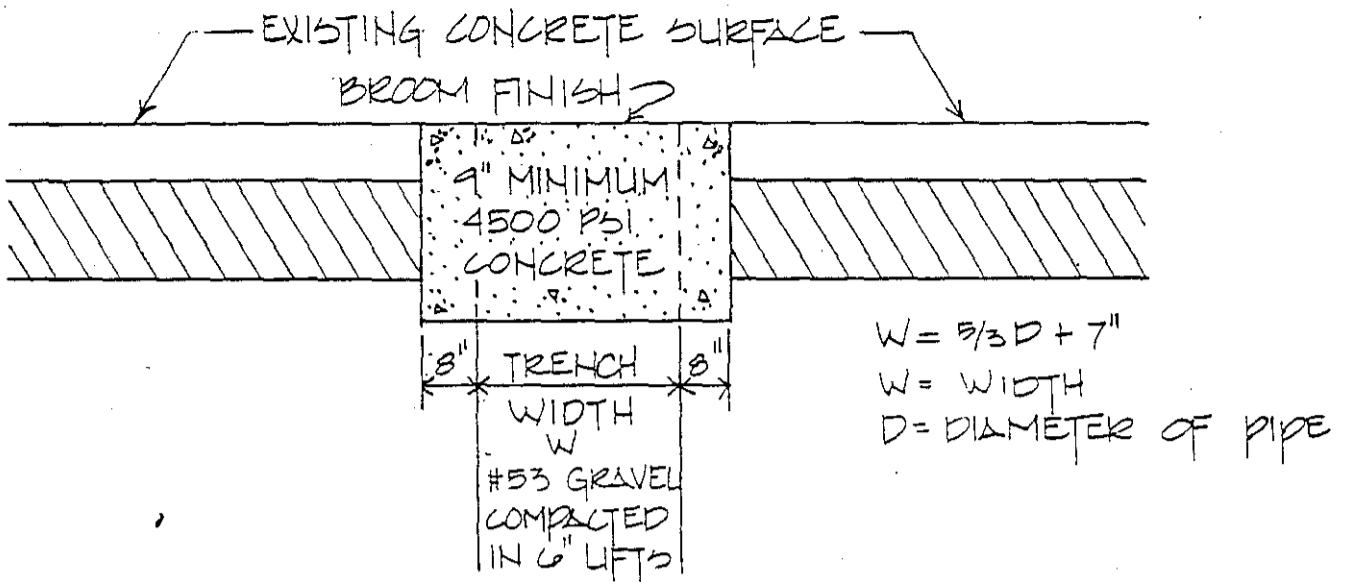 EXISTING CONCRETE SURFACE
BROOM FINISH
9" MINIMUM
4500 PSI
CONCRETE
8" TRENCH 8"
WIDTH
W
#53 GRAVEL
COMPACTED
IN 6" LIFTS
W = 5/3 D + 7"
W = WIDTH
D = DIAMETER OF PIPE